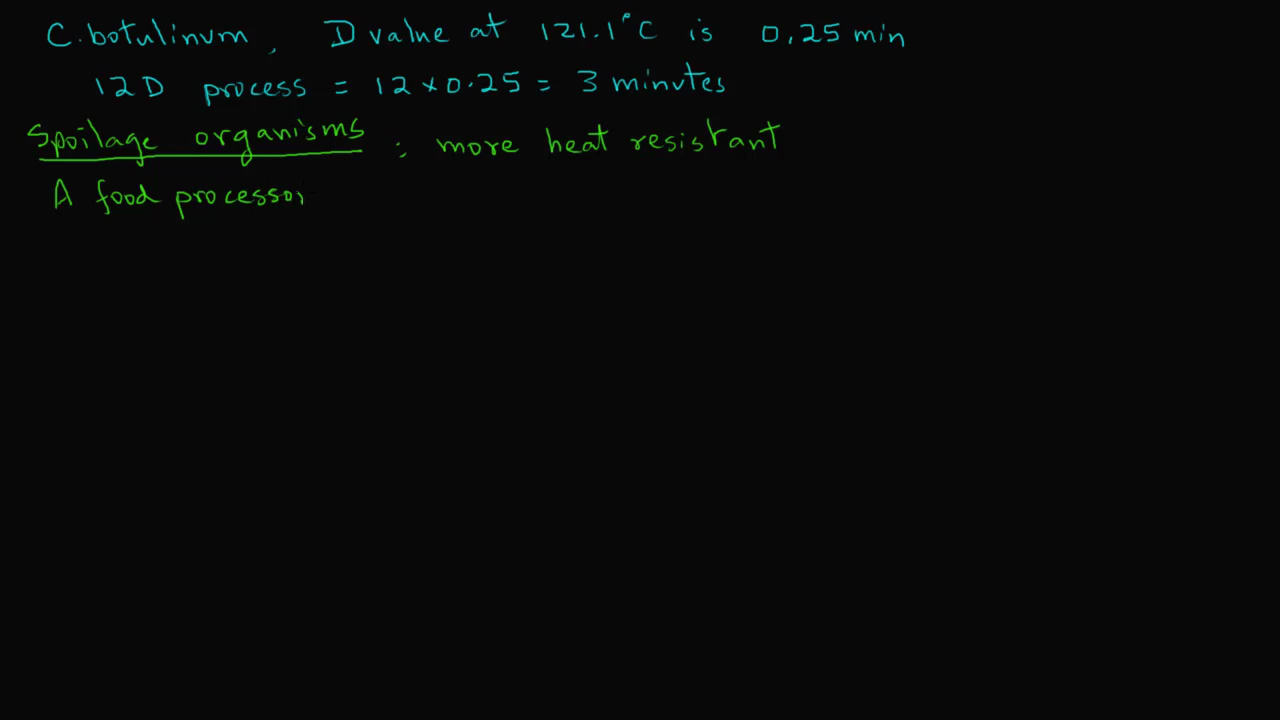 C. botulinum, D value at 121.1°C is 0.25 min
12D process = 12 × 0.25 = 3 minutes
Spoilage organisms : more heat resistant
A food processor